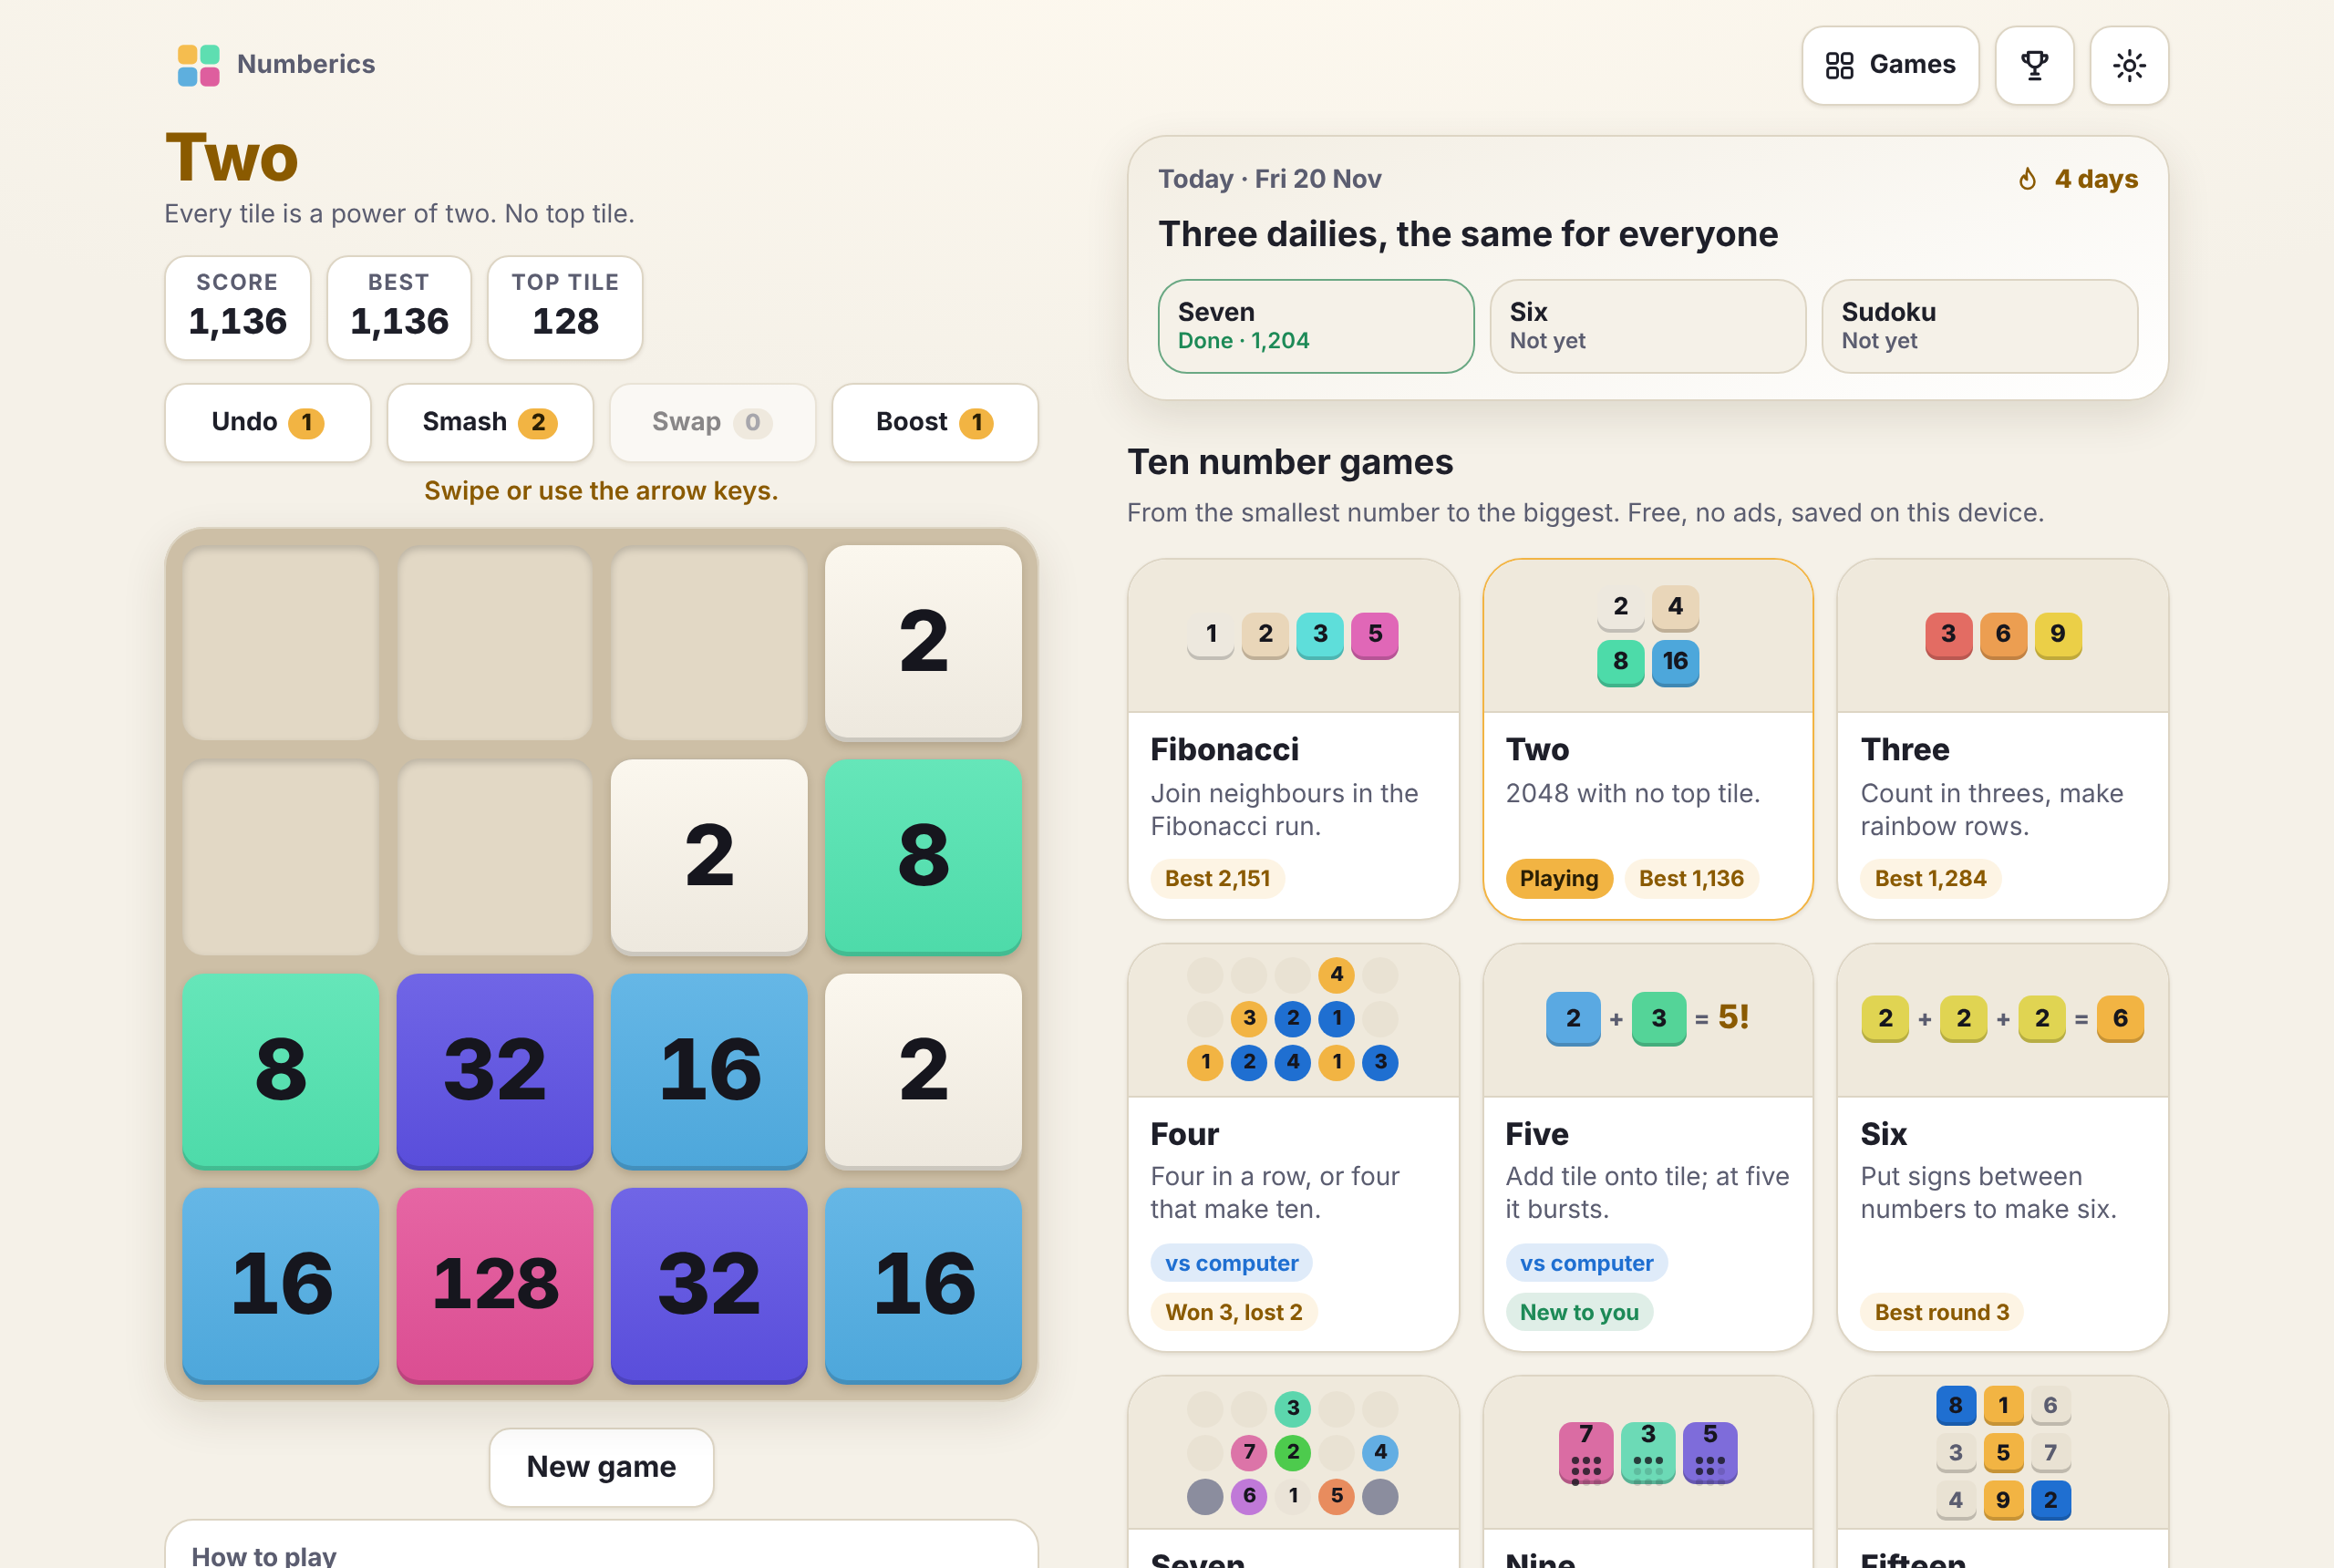 Numberics
Games
Two
Every tile is a power of two. No top tile.
SCORE
1,136
BEST
1,136
TOP TILE
128
Undo 1
Smash 2
Swap 0
Boost 1
Swipe or use the arrow keys.
2
2 8
8 32 16 2
16 128 32 16
New game
How to play
Today · Fri 20 Nov
4 days
Three dailies, the same for everyone
Seven
Done · 1,204
Six
Not yet
Sudoku
Not yet
Ten number games
From the smallest number to the biggest. Free, no ads, saved on this device.
1 2 3 5
Fibonacci
Join neighbours in the
Fibonacci run.
Best 2,151
2 4
8 16
Two
2048 with no top tile.
Playing Best 1,136
3 6 9
Three
Count in threes, make
rainbow rows.
Best 1,284
4
3 2 1
1 2 4 1 3
Four
Four in a row, or four
that make ten.
vs computer
Won 3, lost 2
2 + 3 = 5!
Five
Add tile onto tile; at five
it bursts.
vs computer
New to you
2 + 2 + 2 = 6
Six
Put signs between
numbers to make six.
Best round 3
3
7 2 4
6 1 5
Seven
7 3 5
Nine
8 1 6
3 5 7
4 9 2
Fifteen